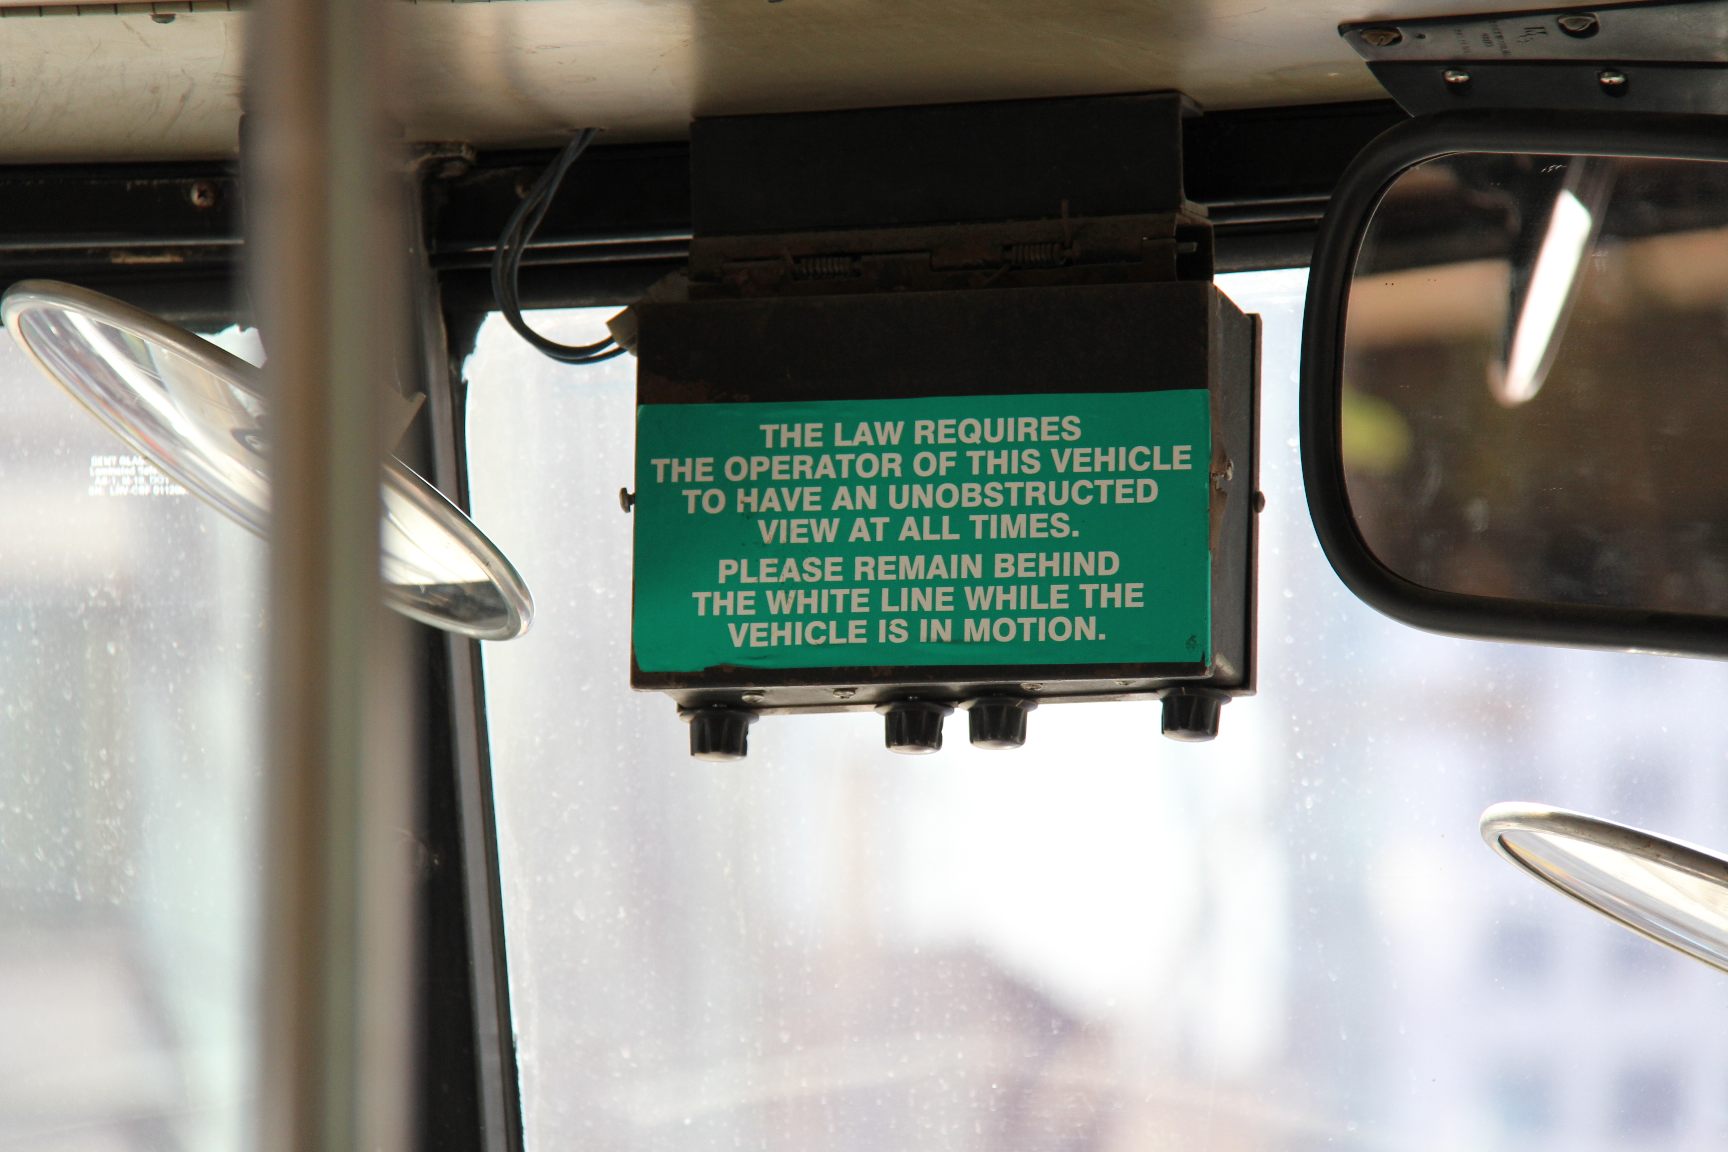 THE LAW REQUIRES
THE OPERATOR OF THIS VEHICLE
TO HAVE AN UNOBSTRUCTED
VIEW AT ALL TIMES.
PLEASE REMAIN BEHIND
THE WHITE LINE WHILE THE
VEHICLE IS IN MOTION.